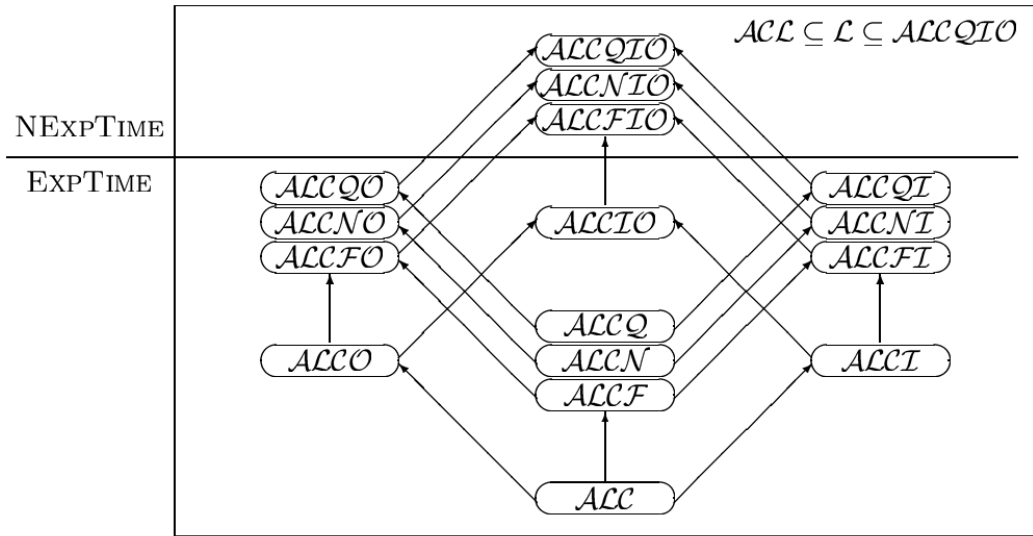 ACL ⊆ L ⊆ ALCQIO
ALCQIO
ALCNIO
ALCFIO
NEXPTIME
EXPTIME
ALCQO
ALCNO
ALCFO
ALCIO
ALCQI
ALCNI
ALCFI
ALCQ
ALCN
ALCF
ALCO
ALCI
ALC